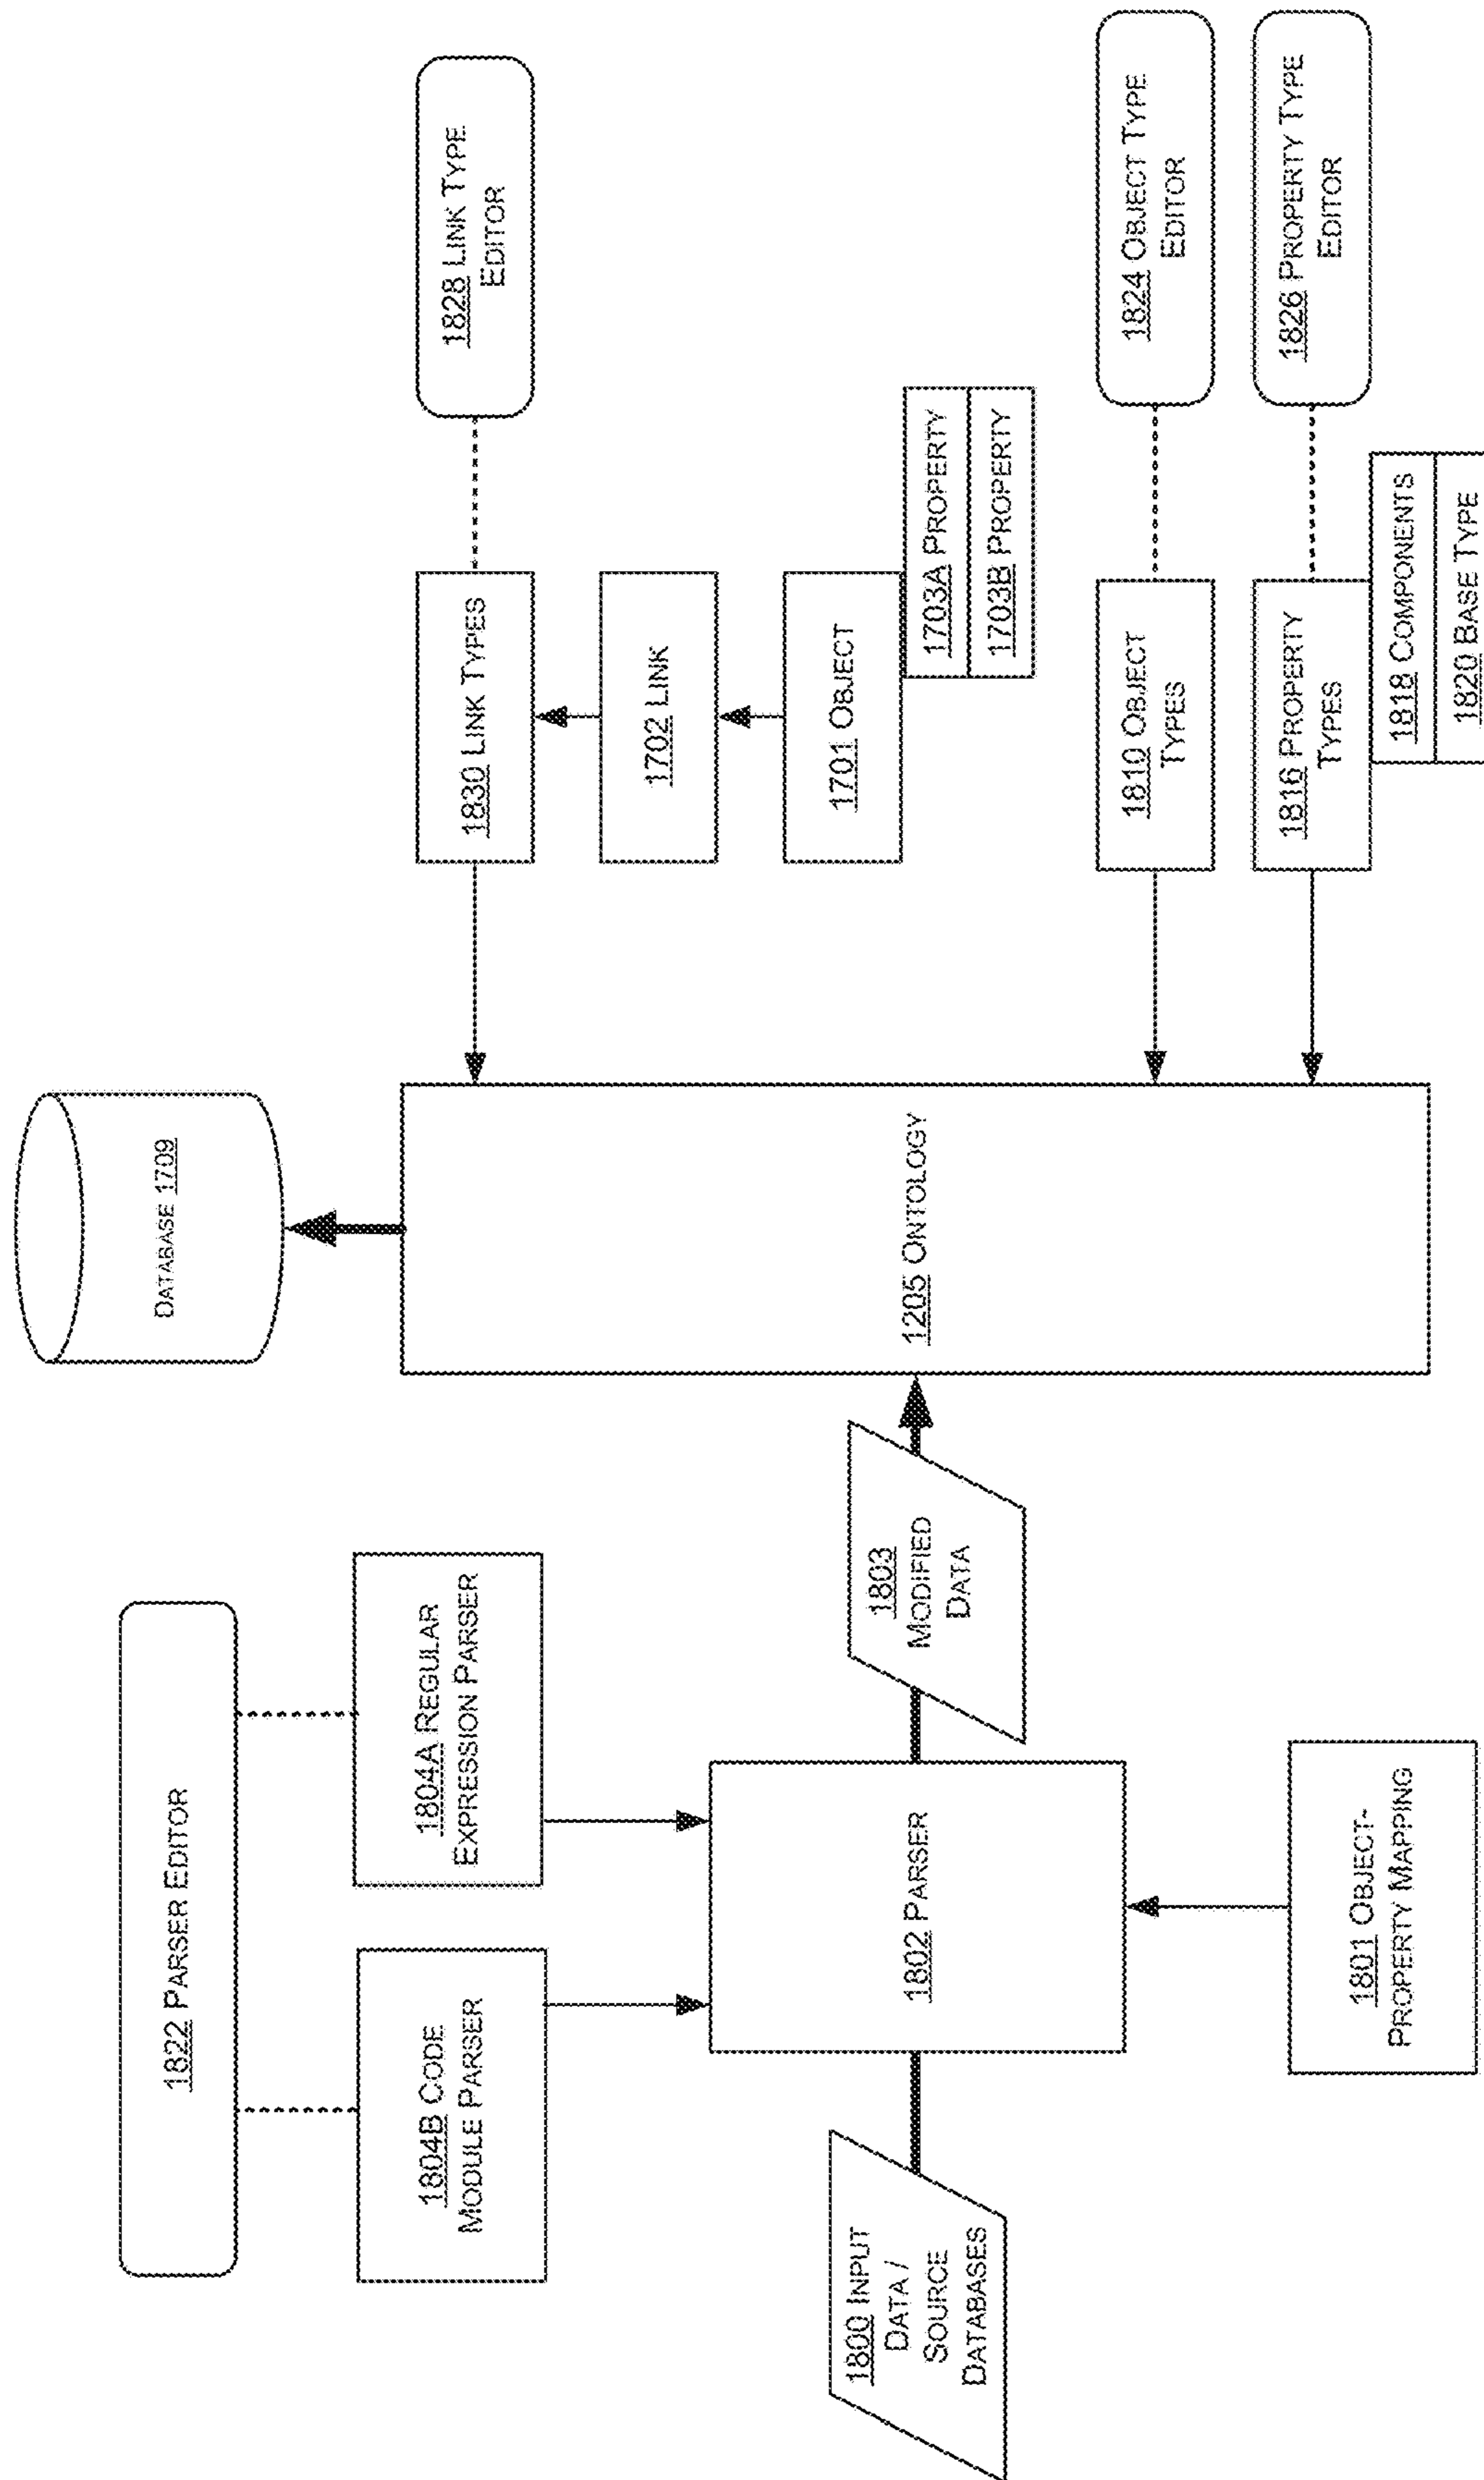 1822 PARSER EDITOR
1804B CODE
MODULE PARSER
1804A REGULAR
EXPRESSION PARSER
1800 INPUT
DATA /
SOURCE
DATABASES
1802 PARSER
1803
MODIFIED
DATA
1801 OBJECT-
PROPERTY MAPPING
DATABASE 1709
1205 ONTOLOGY
1830 LINK TYPES
1828 LINK TYPE
EDITOR
1702 LINK
1701 OBJECT
1703A PROPERTY
1703B PROPERTY
1810 OBJECT
TYPES
1824 OBJECT TYPE
EDITOR
1816 PROPERTY
TYPES
1826 PROPERTY TYPE
EDITOR
1818 COMPONENTS
1820 BASE TYPE